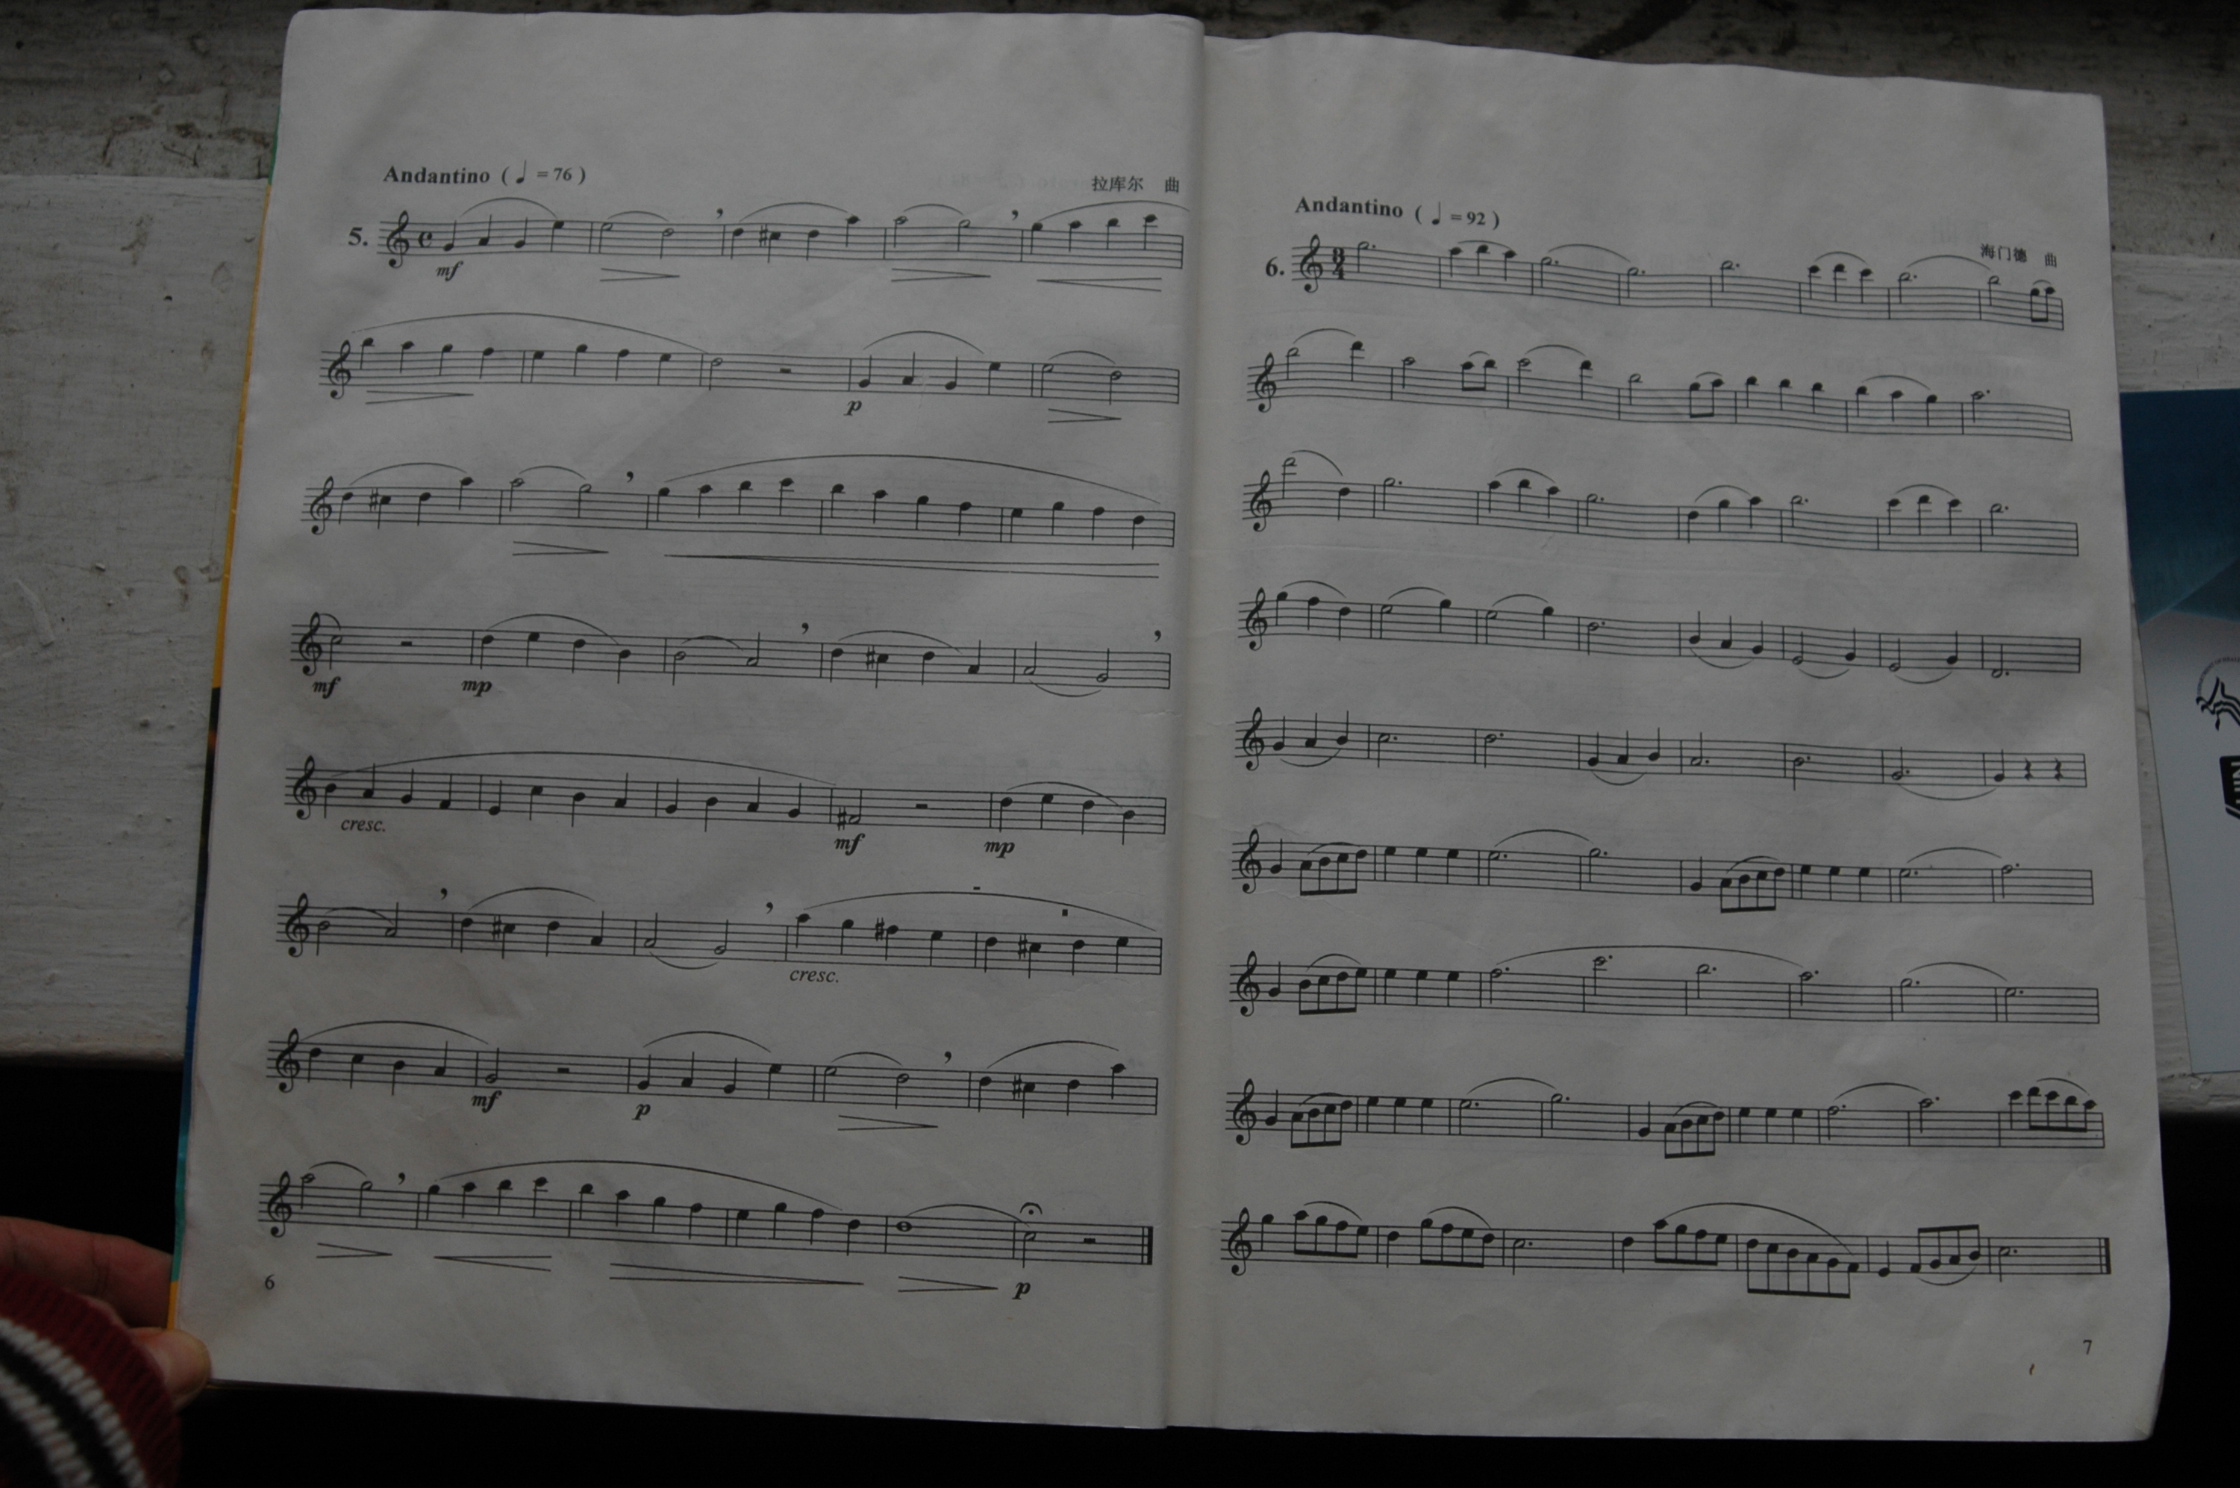 Andantino (♩= 76)
拉库尔 曲
5.
mf
p
mf
mp
cresc.
mf
mp
cresc.
mf
p
p
6
Andantino (♩= 92)
海门德 曲
6.
3
4
7